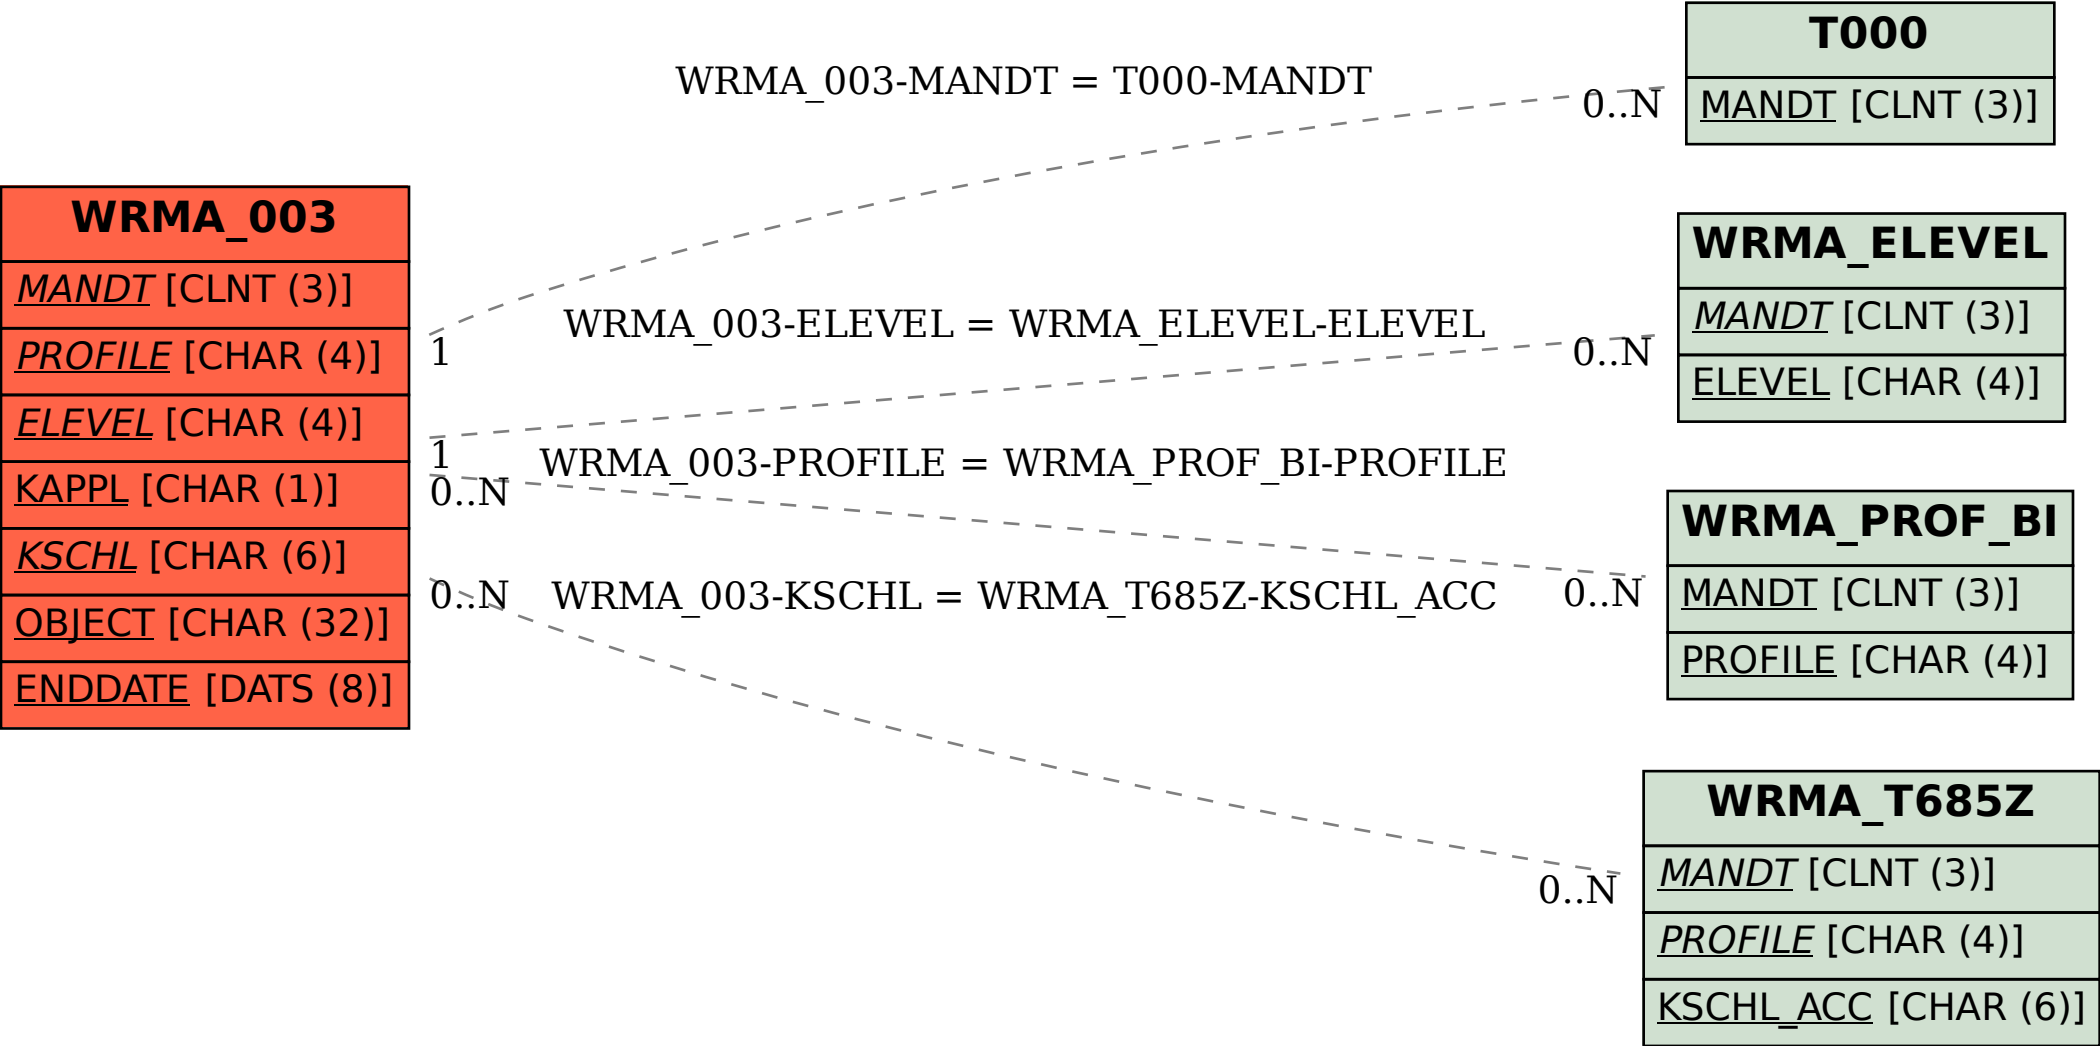 WRMA_003
MANDT [CLNT (3)]
PROFILE [CHAR (4)]
ELEVEL [CHAR (4)]
KAPPL [CHAR (1)]
KSCHL [CHAR (6)]
OBJECT [CHAR (32)]
ENDDATE [DATS (8)]
WRMA_003-MANDT = T000-MANDT
0..N
1
WRMA_003-ELEVEL = WRMA_ELEVEL-ELEVEL
0..N
1
WRMA_003-PROFILE = WRMA_PROF_BI-PROFILE
0..N
0..N
WRMA_003-KSCHL = WRMA_T685Z-KSCHL_ACC
0..N
0..N
T000
MANDT [CLNT (3)]
WRMA_ELEVEL
MANDT [CLNT (3)]
ELEVEL [CHAR (4)]
WRMA_PROF_BI
MANDT [CLNT (3)]
PROFILE [CHAR (4)]
WRMA_T685Z
MANDT [CLNT (3)]
PROFILE [CHAR (4)]
KSCHL_ACC [CHAR (6)]